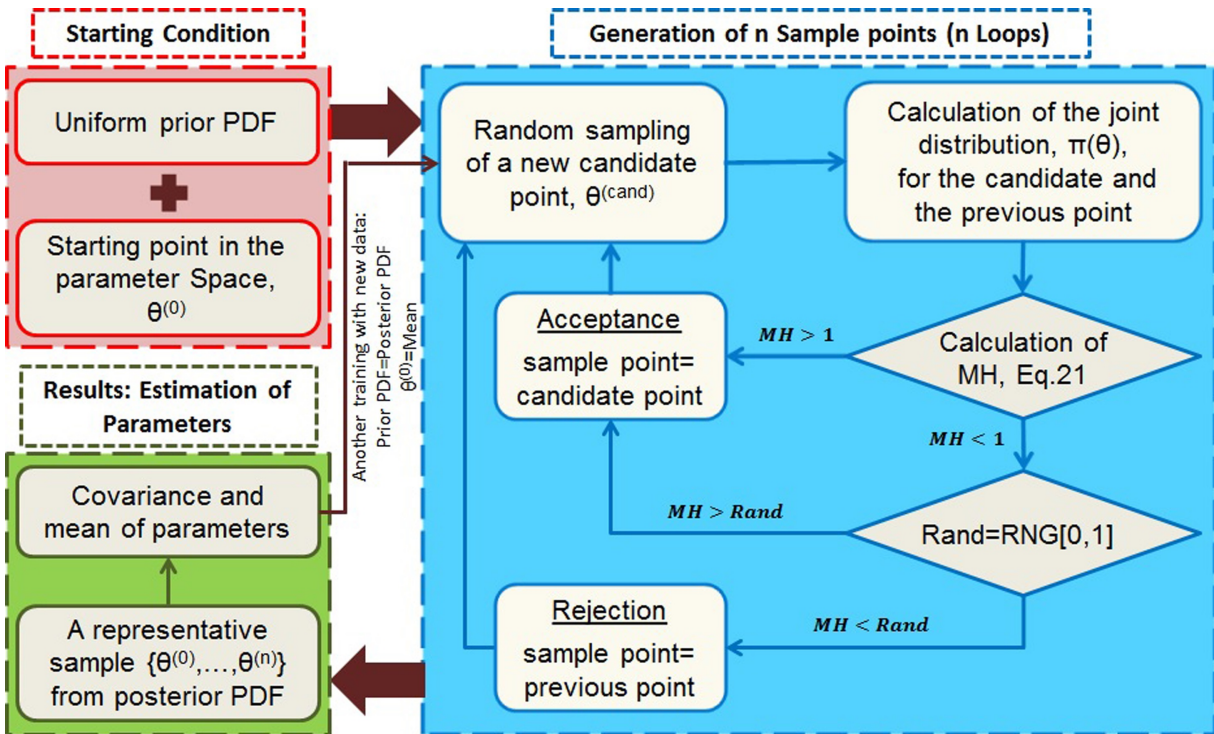 Starting Condition
Uniform prior PDF
Starting point in the
parameter Space,
θ⁽⁰⁾
Results: Estimation of
Parameters
Covariance and
mean of parameters
A representative
sample {θ⁽⁰⁾,…,θ⁽ⁿ⁾}
from posterior PDF
Another training with new data:
Prior PDF=Posterior PDF
θ⁽⁰⁾=Mean
Generation of n Sample points (n Loops)
Random sampling
of a new candidate
point, θ⁽ᶜᵃⁿᵈ⁾
Calculation of the joint
distribution, π(θ),
for the candidate and
the previous point
Calculation of
MH, Eq.21
MH > 1
Acceptance
sample point=
candidate point
MH < 1
Rand=RNG[0,1]
MH > Rand
MH < Rand
Rejection
sample point=
previous point